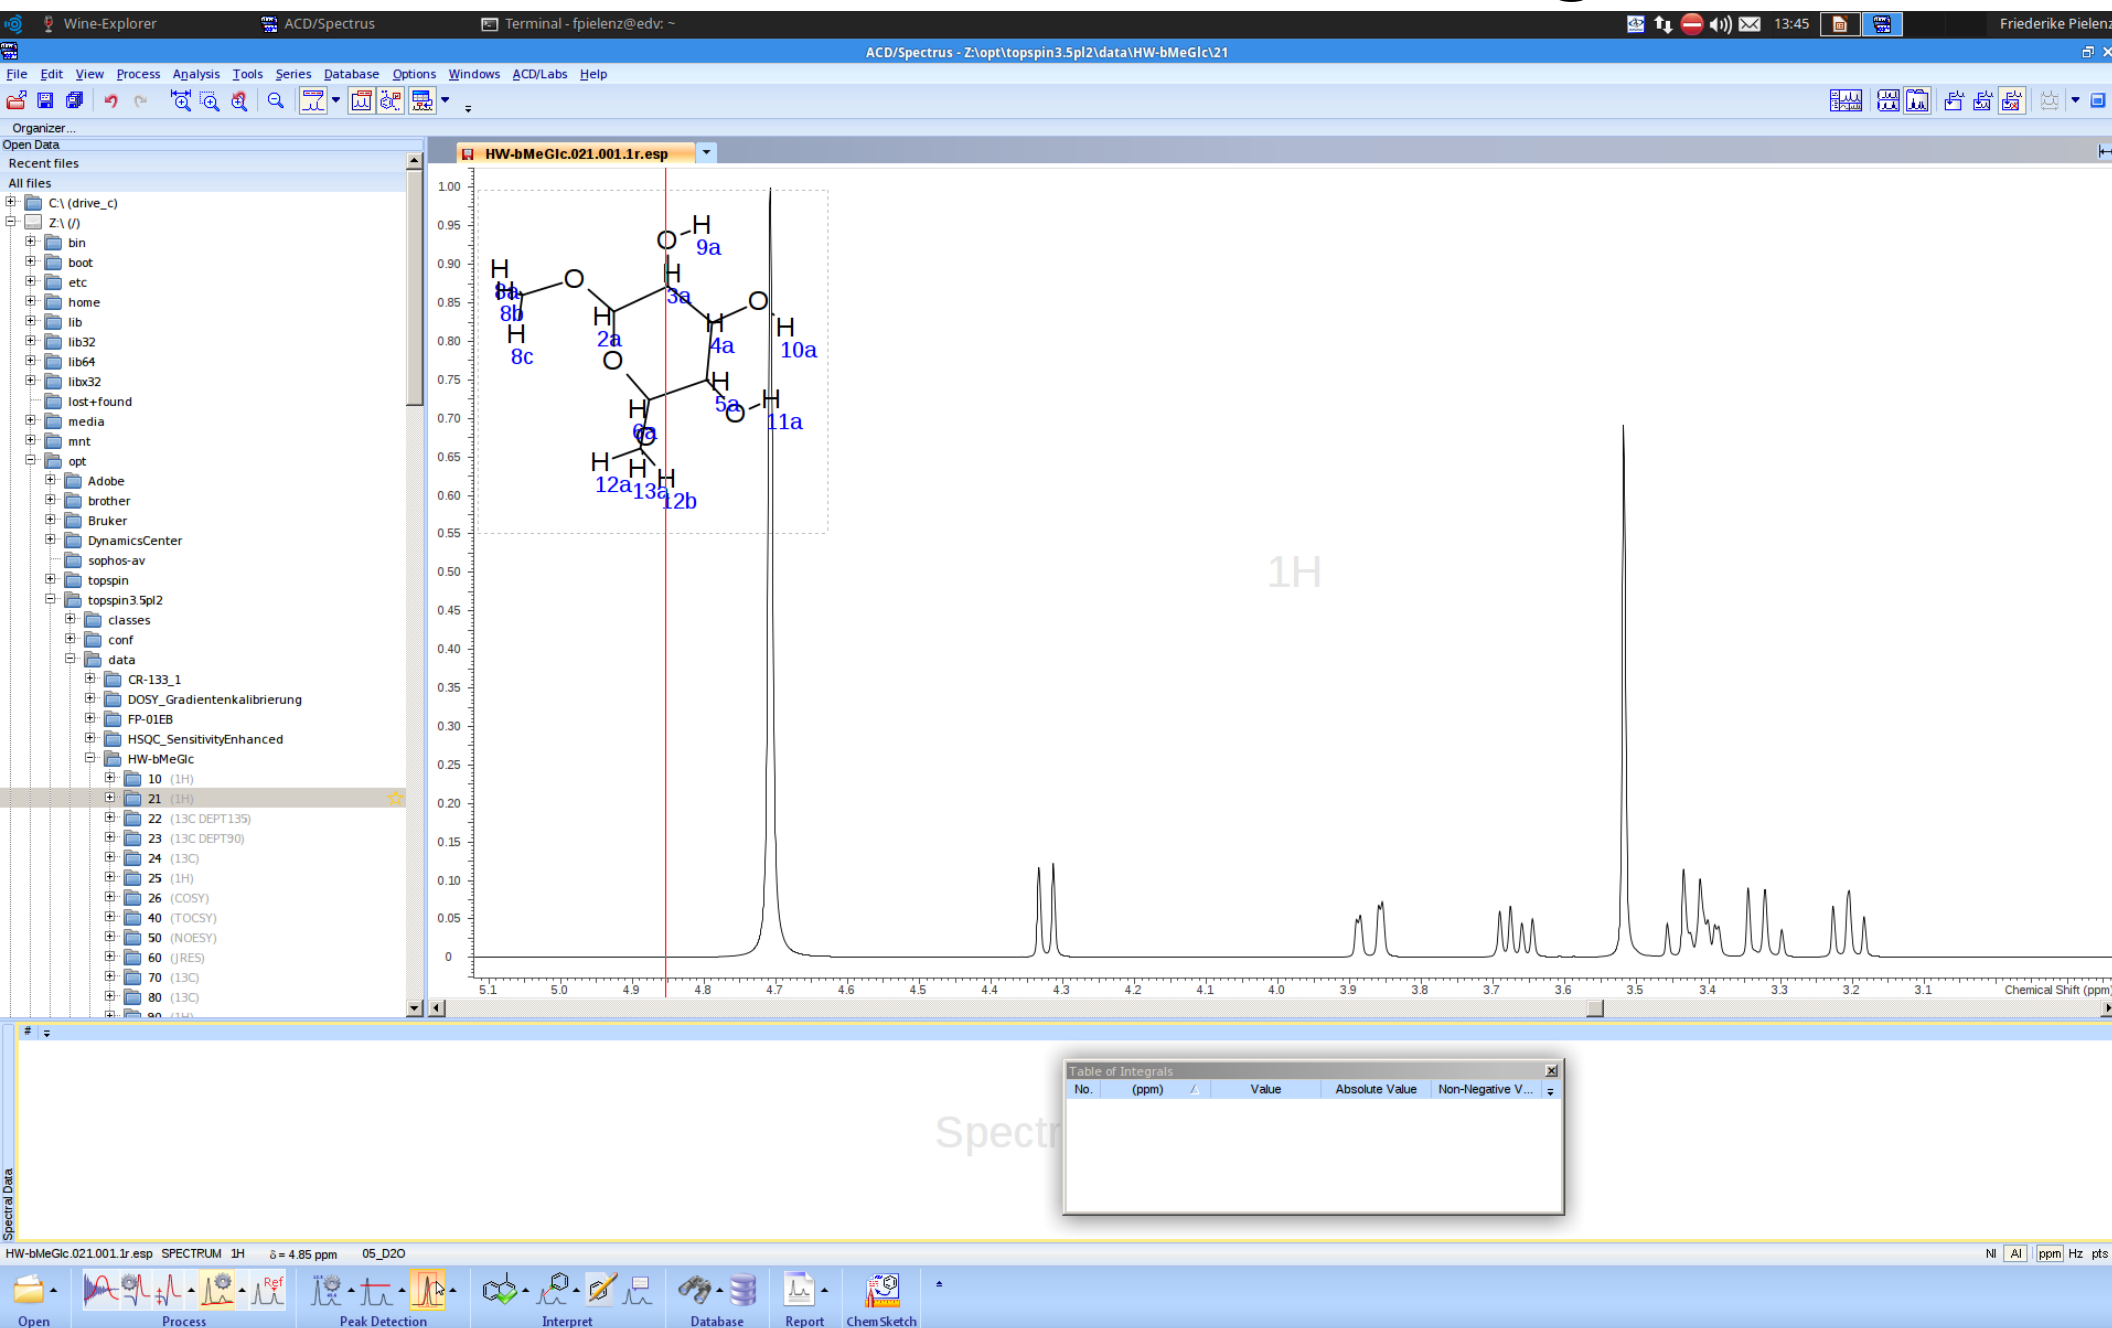 Wine-Explorer ACD/Spectrus Terminal - fpielenz@edv: ~ 13:45 Friederike Pielenz
ACD/Spectrus - Z:\opt\topspin3.5pl2\data\HW-bMeGlc\21
File Edit View Process Analysis Tools Series Database Options Windows ACD/Labs Help
Organizer...
Open Data
Recent files
All files
C:\ (drive_c)
Z:\ (/)
bin
boot
etc
home
lib
lib32
lib64
libx32
lost+found
media
mnt
opt
Adobe
brother
Bruker
DynamicsCenter
sophos-av
topspin
topspin3.5pl2
classes
conf
data
CR-133_1
DOSY_Gradientenkalibrierung
FP-01EB
HSQC_SensitivityEnhanced
HW-bMeGlc
10 (1H)
21 (1H)
22 (13C DEPT135)
23 (13C DEPT90)
24 (13C)
25 (1H)
26 (COSY)
40 (TOCSY)
50 (NOESY)
60 (JRES)
70 (13C)
80 (13C)
90 (1H)
HW-bMeGlc.021.001.1r.esp
1.00
0.95
0.90
0.85
0.80
0.75
0.70
0.65
0.60
0.55
0.50
0.45
0.40
0.35
0.30
0.25
0.20
0.15
0.10
0.05
0
O H
9a
H O H
8a 3a O
8b H H H
H 2a 4a 10a
8c O H
5a H
H O 11a
6a
O
H H H
12a 13a 12b
1H
5.1 5.0 4.9 4.8 4.7 4.6 4.5 4.4 4.3 4.2 4.1 4.0 3.9 3.8 3.7 3.6 3.5 3.4 3.3 3.2 3.1 Chemical Shift (ppm)
#
Spectr
Spectral Data
Table of Integrals
No. (ppm) Value Absolute Value Non-Negative V...
HW-bMeGlc.021.001.1r.esp SPECTRUM 1H δ = 4.85 ppm 05_D2O NI AI ppm Hz pts
Ref
Open Process Peak Detection Interpret Database Report ChemSketch